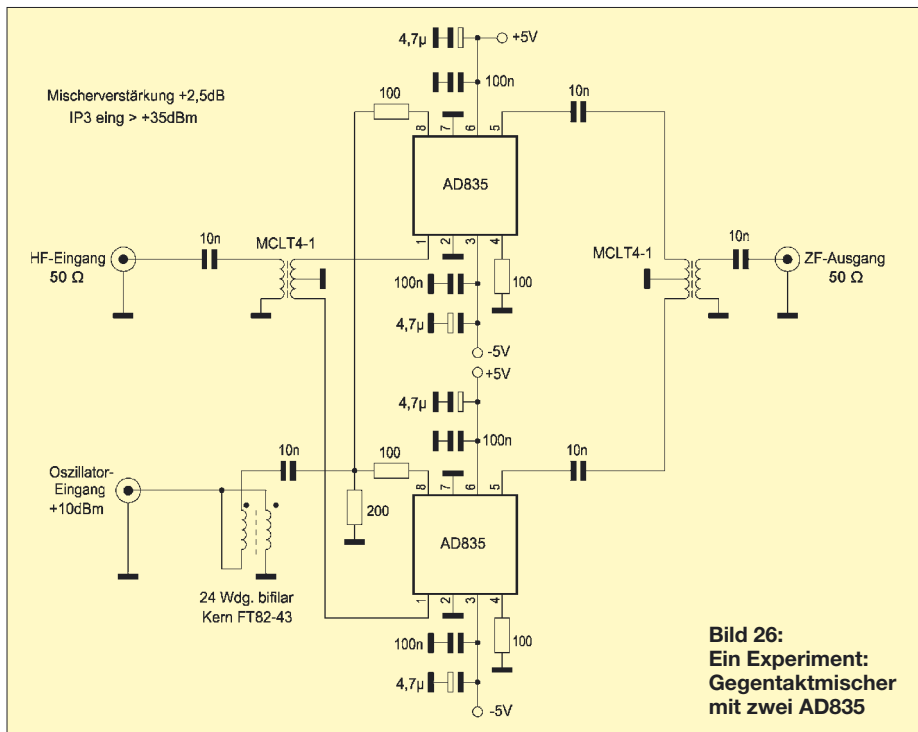 4,7µ
+5V
Mischerverstärkung +2,5dB
IP3 eing > +35dBm
100
100n
10n
8
7
6
5
AD835
HF-Eingang
50 Ω
10n
MCLT4-1
1
2
3
4
100n
100
4,7µ
-5V
MCLT4-1
10n
ZF-Ausgang
50 Ω
+5V
4,7µ
100n
10n
Oszillator-
Eingang
+10dBm
10n
100
200
8
7
6
5
AD835
24 Wdg. bifilar
Kern FT82-43
1
2
3
4
100n
100
4,7µ
-5V
Bild 26:
Ein Experiment:
Gegentaktmischer
mit zwei AD835